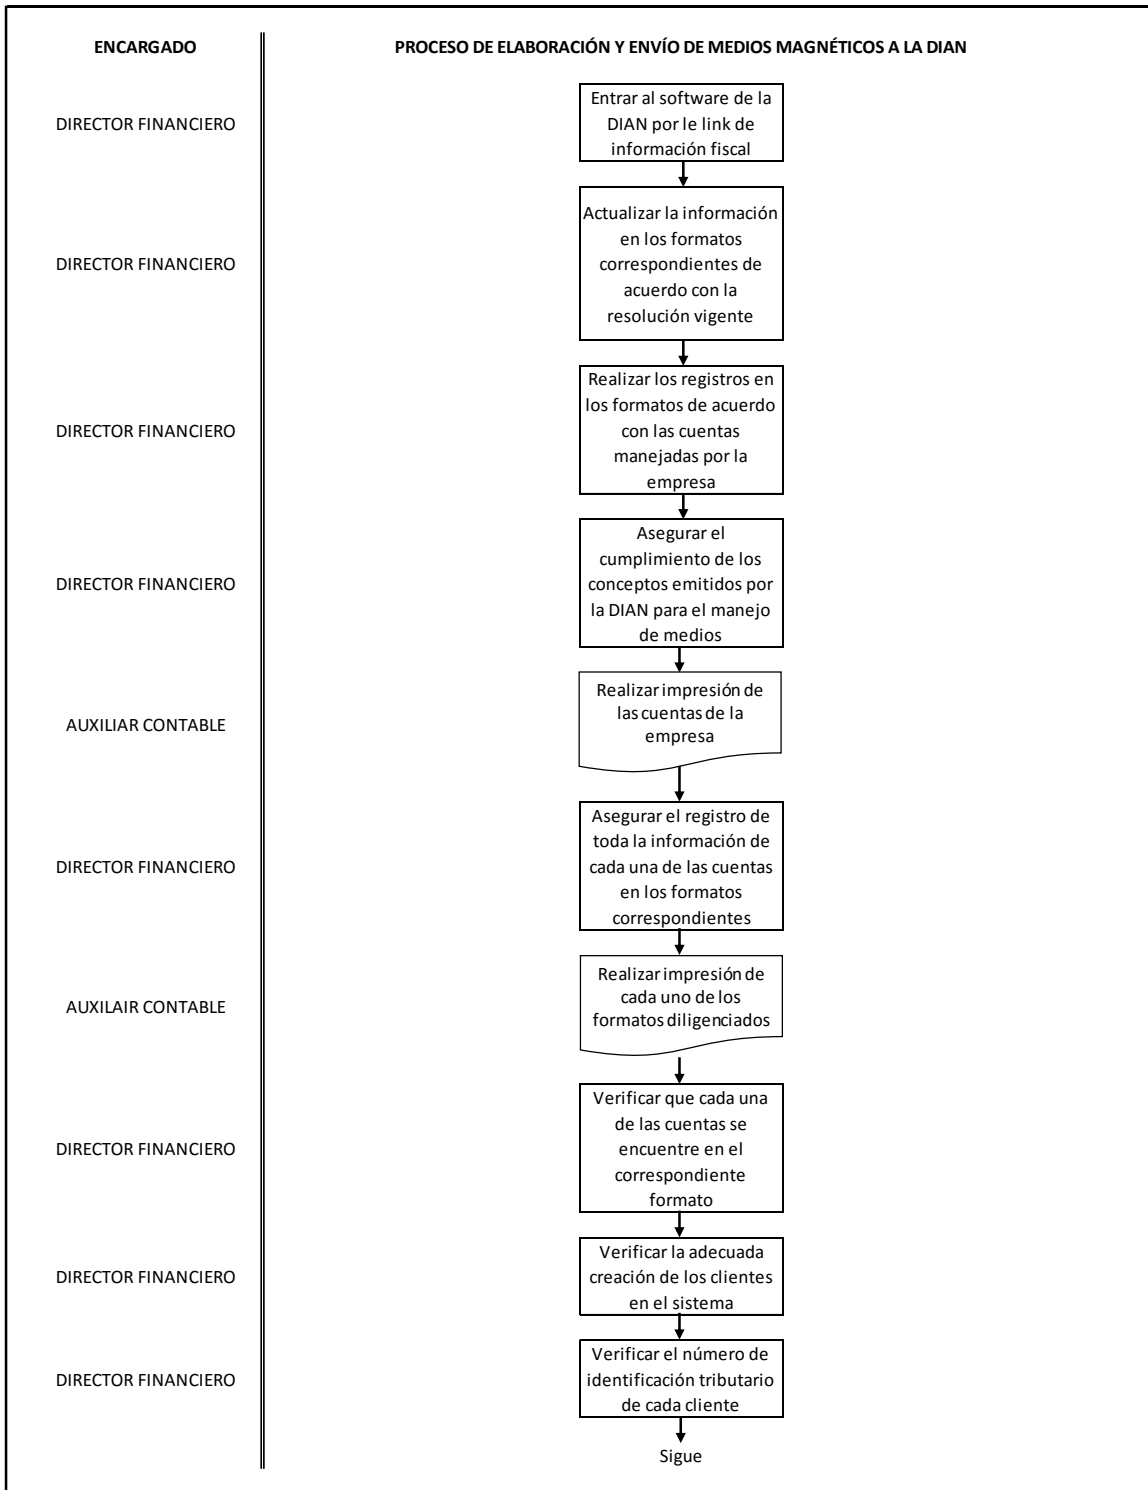 ENCARGADO
PROCESO DE ELABORACIÓN Y ENVÍO DE MEDIOS MAGNÉTICOS A LA DIAN
DIRECTOR FINANCIERO
Entrar al software de la
DIAN por le link de
información fiscal
DIRECTOR FINANCIERO
Actualizar la información
en los formatos
correspondientes de
acuerdo con la
resolución vigente
DIRECTOR FINANCIERO
Realizar los registros en
los formatos de acuerdo
con las cuentas
manejadas por la
empresa
DIRECTOR FINANCIERO
Asegurar el
cumplimiento de los
conceptos emitidos por
la DIAN para el manejo
de medios
AUXILIAR CONTABLE
Realizar impresión de
las cuentas de la
empresa
DIRECTOR FINANCIERO
Asegurar el registro de
toda la información de
cada una de las cuentas
en los formatos
correspondientes
AUXILAIR CONTABLE
Realizar impresión de
cada uno de los
formatos diligenciados
DIRECTOR FINANCIERO
Verificar que cada una
de las cuentas se
encuentre en el
correspondiente
formato
DIRECTOR FINANCIERO
Verificar la adecuada
creación de los clientes
en el sistema
DIRECTOR FINANCIERO
Verificar el número de
identificación tributario
de cada cliente
Sigue